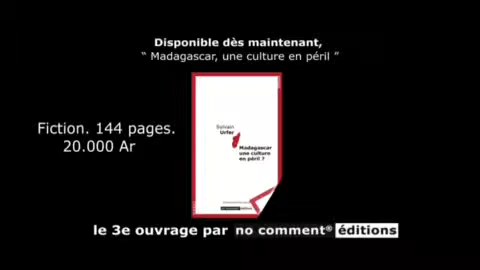 Disponible dès maintenant,
“ Madagascar, une culture en péril ”
Fiction. 144 pages.
20.000 Ar
Sylvain
Urfer
Madagascar
une culture
en péril ?
le 3e ouvrage par no comment® éditions